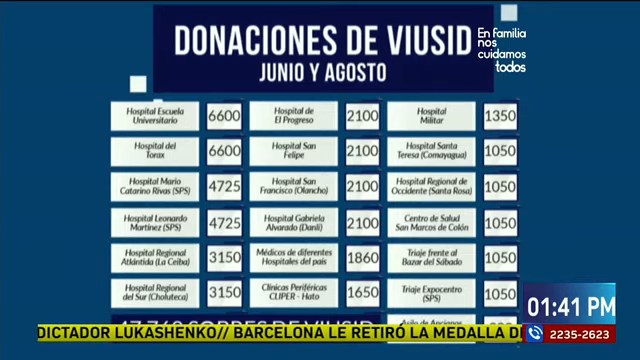 DONACIONES DE VIUSID
JUNIO Y AGOSTO
En familia
nos
cuidamos
todos
Hospital Escuela
Universitario
6600
Hospital de
El Progreso
2100
Hospital
Militar
1350
Hospital del
Torax
6600
Hospital San
Felipe
2100
Hospital Santa
Teresa (Comayagua)
1050
Hospital Mario
Catarino Rivas (SPS)
4725
Hospital San
Francisco (Olancho)
2100
Hospital Regional de
Occidente (Santa Rosa)
1050
Hospital Leonardo
Martínez (SPS)
4725
Hospital Gabriela
Alvarado (Danlí)
2100
Centro de Salud
San Marcos de Colón
1050
Hospital Regional
Atlántida (La Ceiba)
3150
Médicos de diferentes
Hospitales del país
1860
Triaje frente al
Bazar del Sábado
1050
Hospital Regional
del Sur (Choluteca)
3150
Clínicas Periféricas
CLIPER - Hato
1650
Triaje Expocentro
(SPS)
1050
Asilo de Ancianos
01:41 PM
DICTADOR LUKASHENKO// BARCELONA LE RETIRÓ LA MEDALLA D
2235-2623